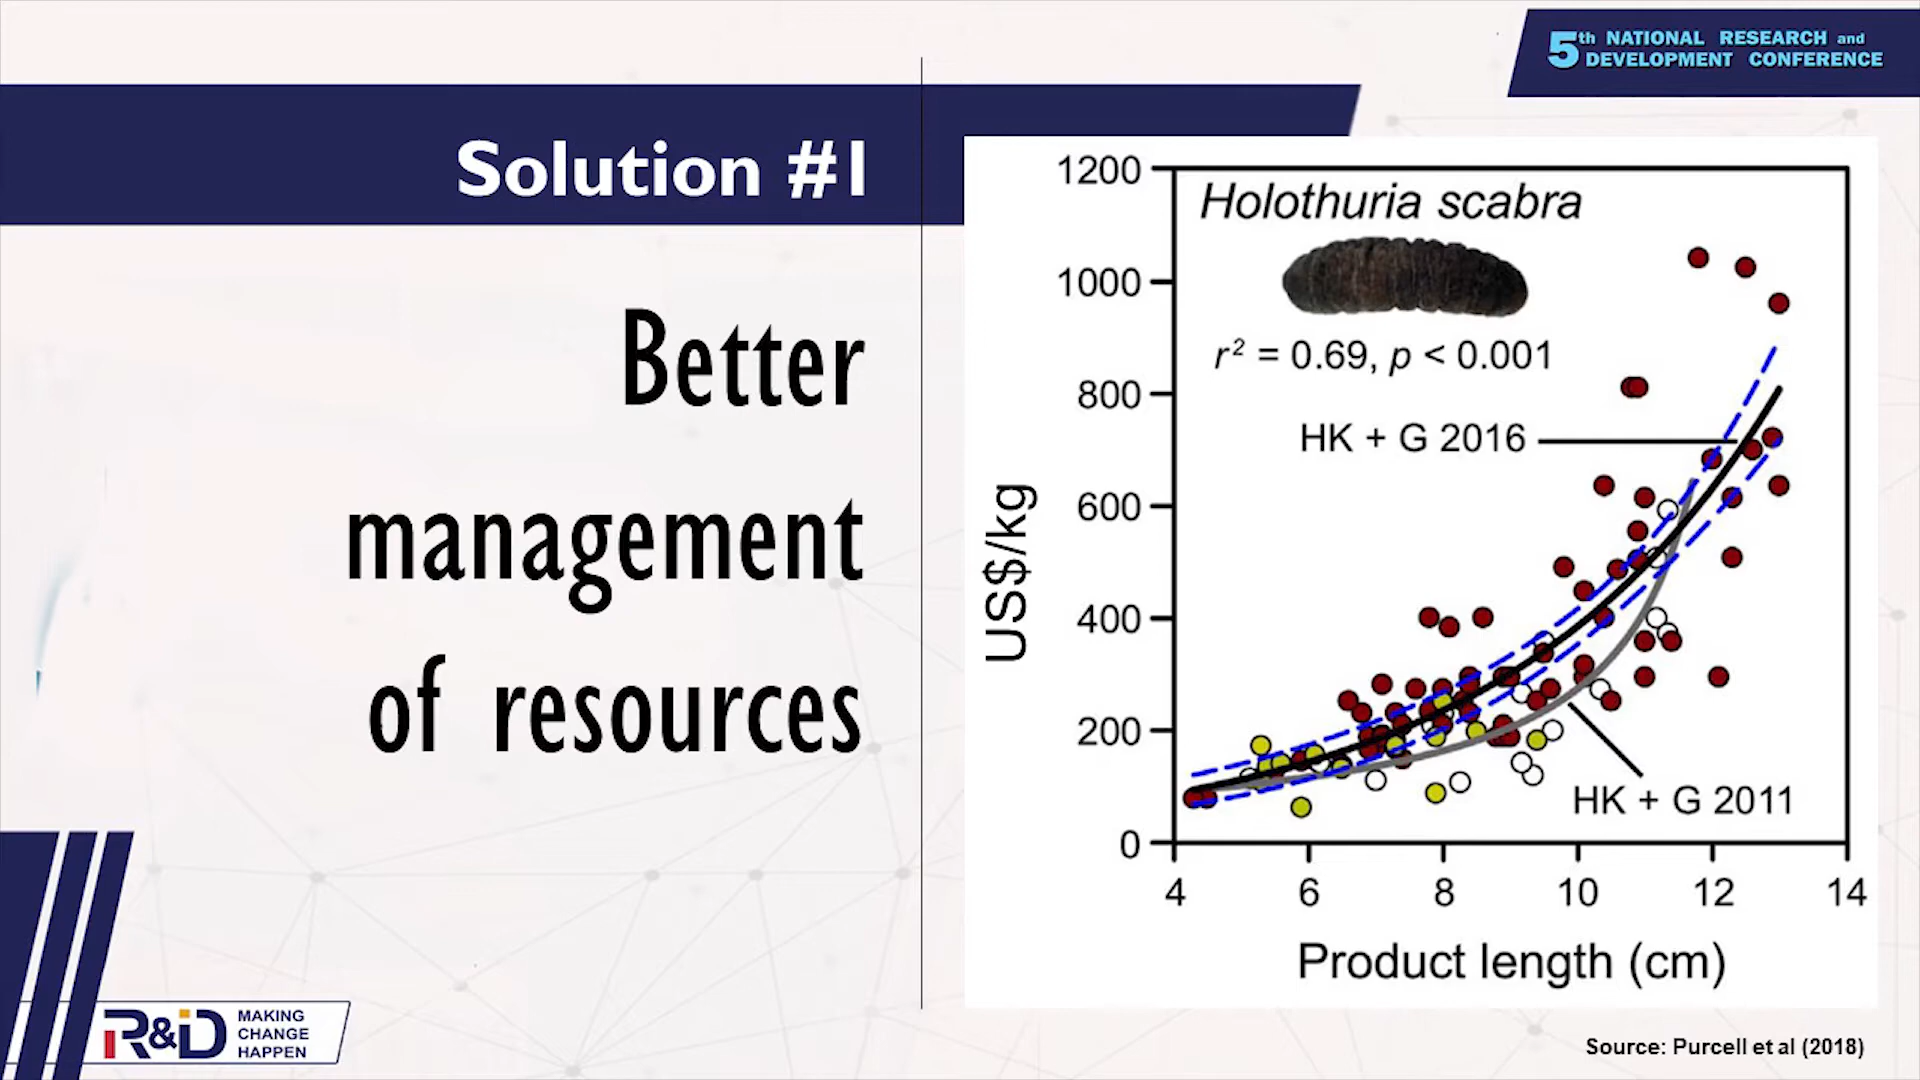 5th NATIONAL RESEARCH and
DEVELOPMENT CONFERENCE
Solution #1
Better
management
of resources
Holothuria scabra
r² = 0.69, p < 0.001
HK + G 2016
HK + G 2011
US$/kg
1200
1000
800
600
400
200
0
4 6 8 10 12 14
Product length (cm)
R&D
MAKING
CHANGE
HAPPEN
Source: Purcell et al (2018)